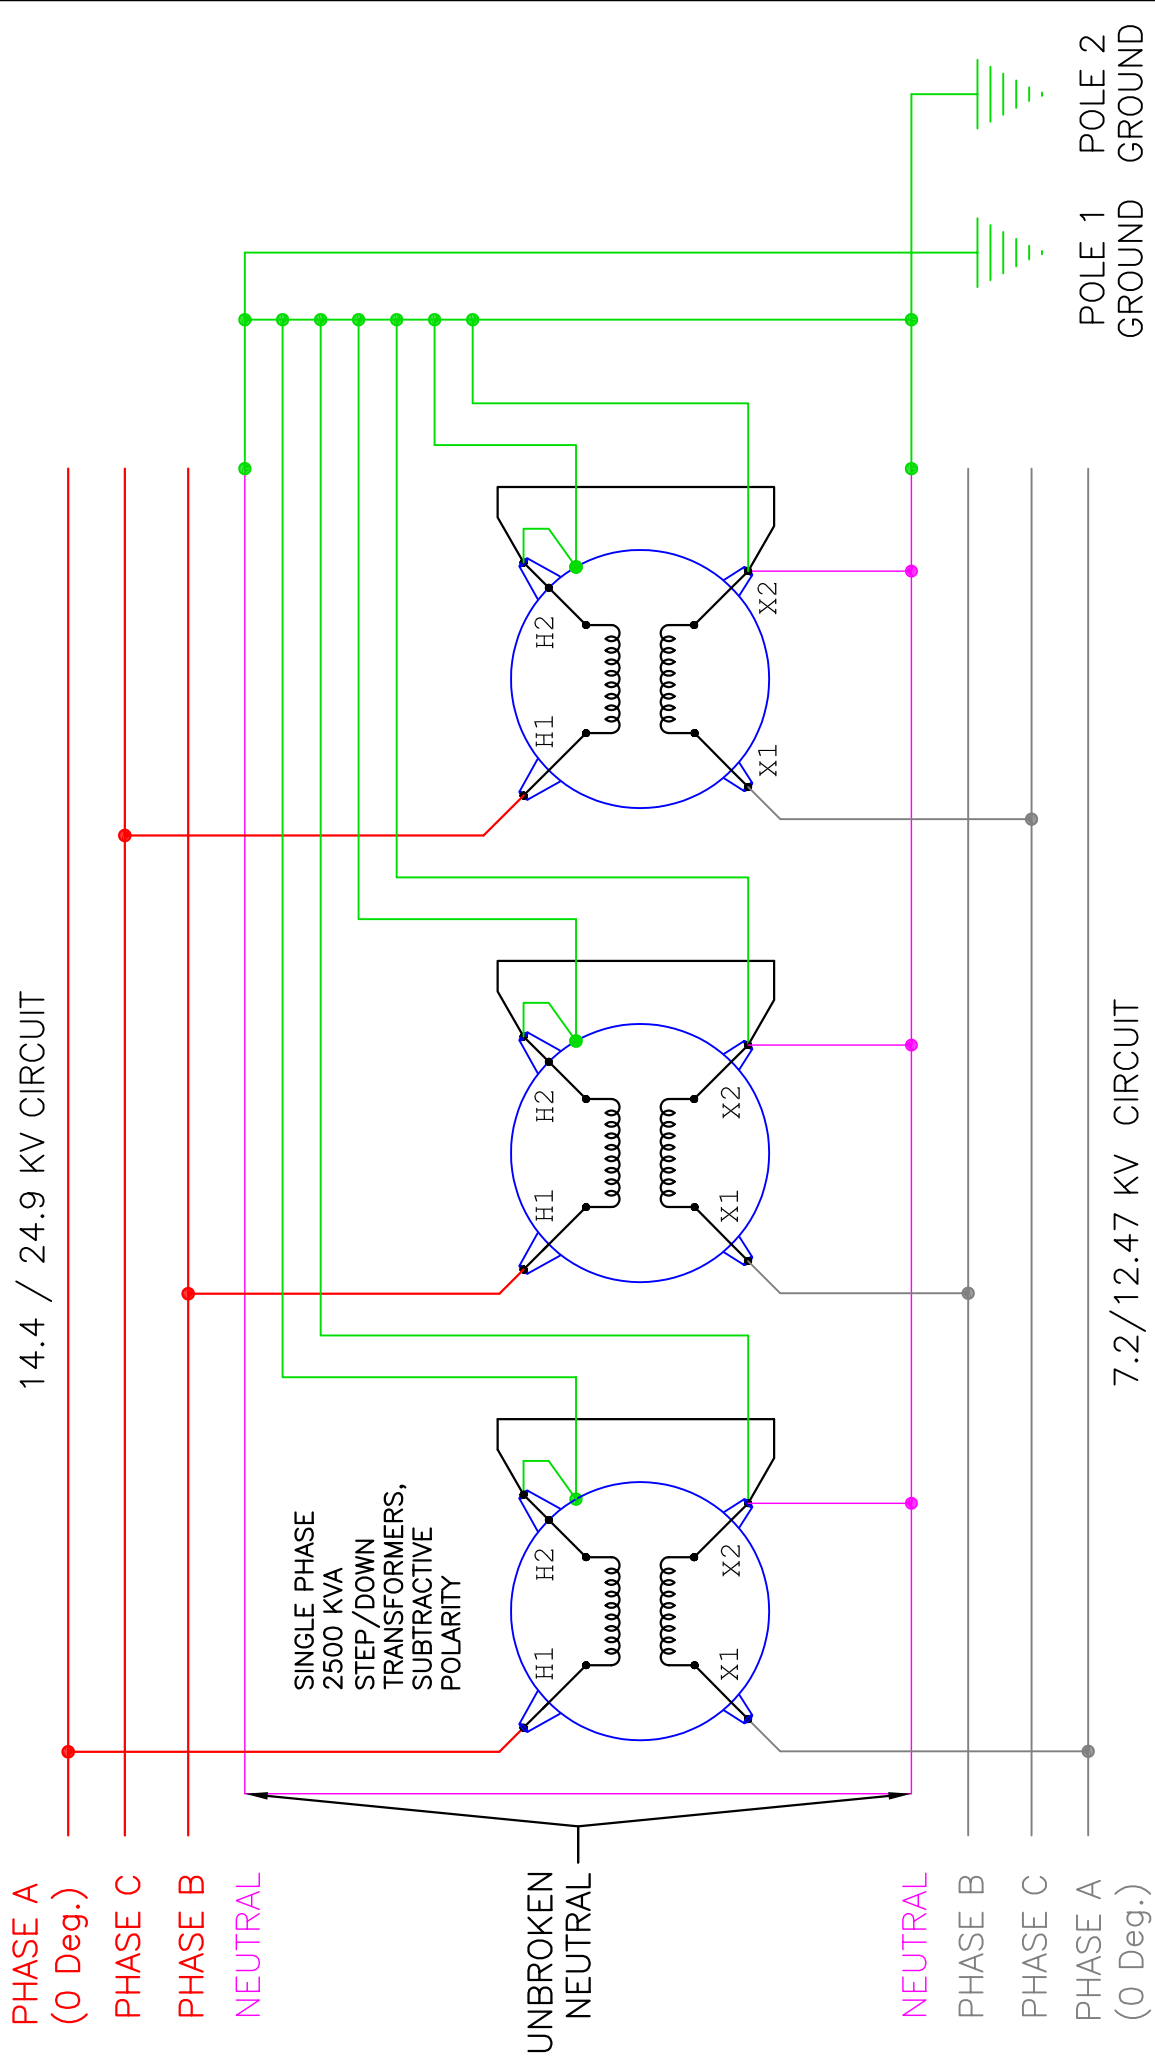 14.4 / 24.9 KV CIRCUIT
PHASE A
(0 Deg.)
PHASE C
PHASE B
NEUTRAL
SINGLE PHASE
2500 KVA
STEP/DOWN
TRANSFORMERS,
SUBTRACTIVE
POLARITY
H1
H2
H1
H2
H1
H2
UNBROKEN
NEUTRAL
X1
X2
X1
X2
X1
X2
NEUTRAL
PHASE B
PHASE C
PHASE A
(0 Deg.)
7.2/12.47 KV CIRCUIT
POLE 1
GROUND
POLE 2
GROUND